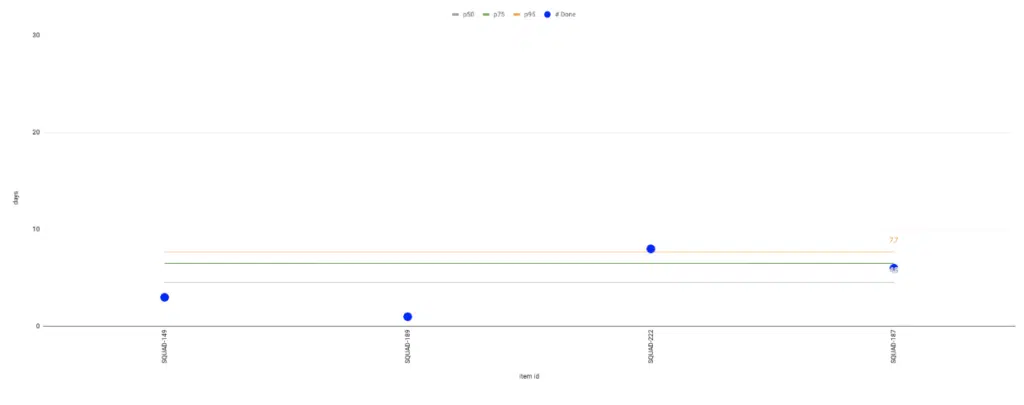 p50 p75 p95 # Done
30
20
days
10
7.7
0
SQUAD-149
SQUAD-189
SQUAD-222
SQUAD-187
Item id